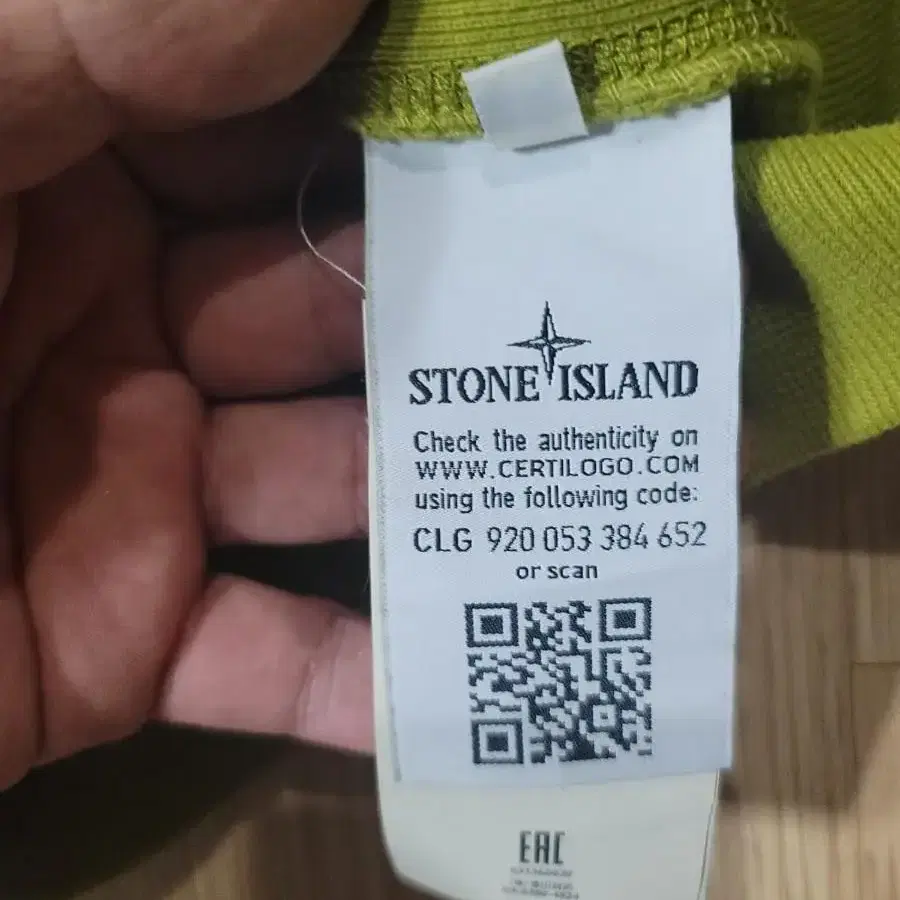 STONE ISLAND
Check the authenticity on
WWW.CERTILOGO.COM
using the following code:
CLG 920 053 384 652
or scan
EAC